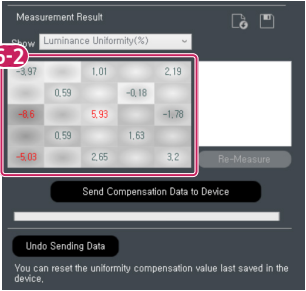 Measurement Result
Show Luminance Uniformity(%)
6-2
-3,97 1,01 2,19
0,59 -0,18
-8,6 5,93 -1,78
0,59 1,63
-5,03 2,65 3,2
Re-Measure
Send Compensation Data to Device
Undo Sending Data
You can reset the uniformity compensation value last saved in the
device,